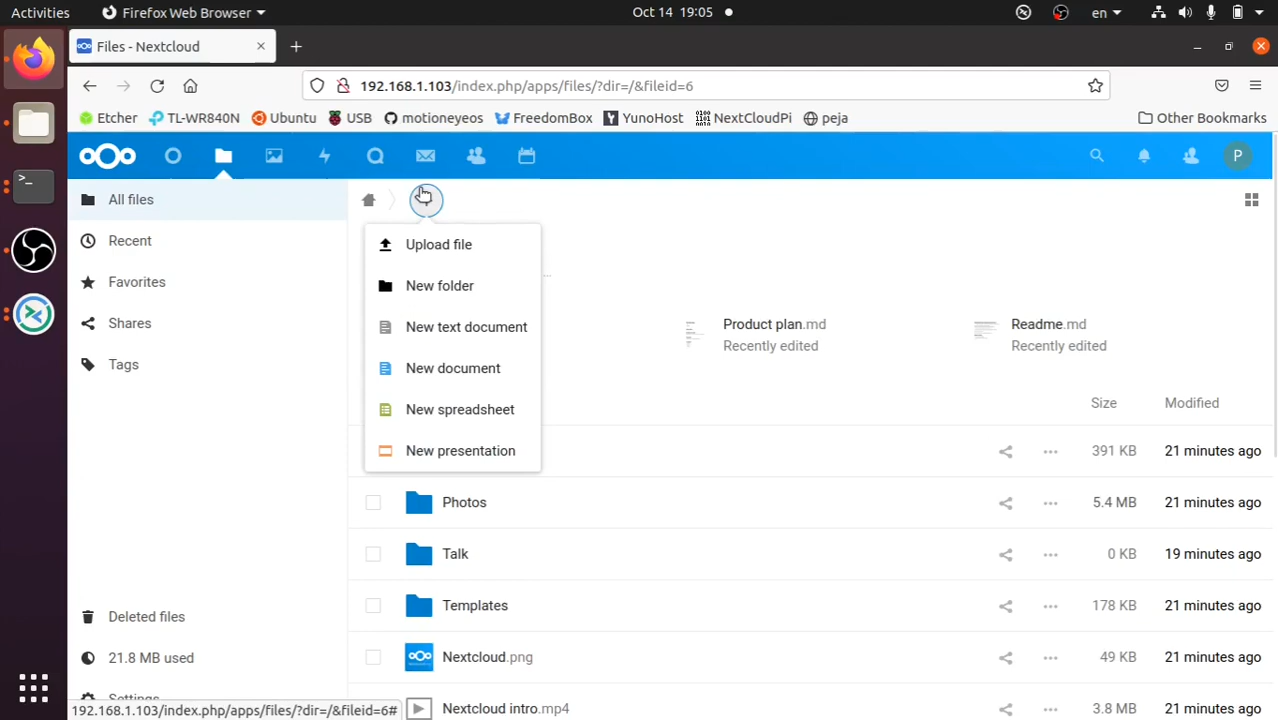 Activities
Firefox Web Browser
Oct 14 19:05
en
Files - Nextcloud
192.168.1.103/index.php/apps/files/?dir=/&fileid=6
Etcher
TL-WR840N
Ubuntu
USB
motioneyeos
FreedomBox
YunoHost
NextCloudPi
peja
Other Bookmarks
P
All files
Recent
Favorites
Shares
Tags
Deleted files
21.8 MB used
Settings
Upload file
New folder
New text document
New document
New spreadsheet
New presentation
Product plan.md
Recently edited
Readme.md
Recently edited
Size
Modified
391 KB
21 minutes ago
Photos
5.4 MB
21 minutes ago
Talk
0 KB
19 minutes ago
Templates
178 KB
21 minutes ago
Nextcloud.png
49 KB
21 minutes ago
Nextcloud intro.mp4
3.8 MB
21 minutes ago
192.168.1.103/index.php/apps/files/?dir=/&fileid=6#